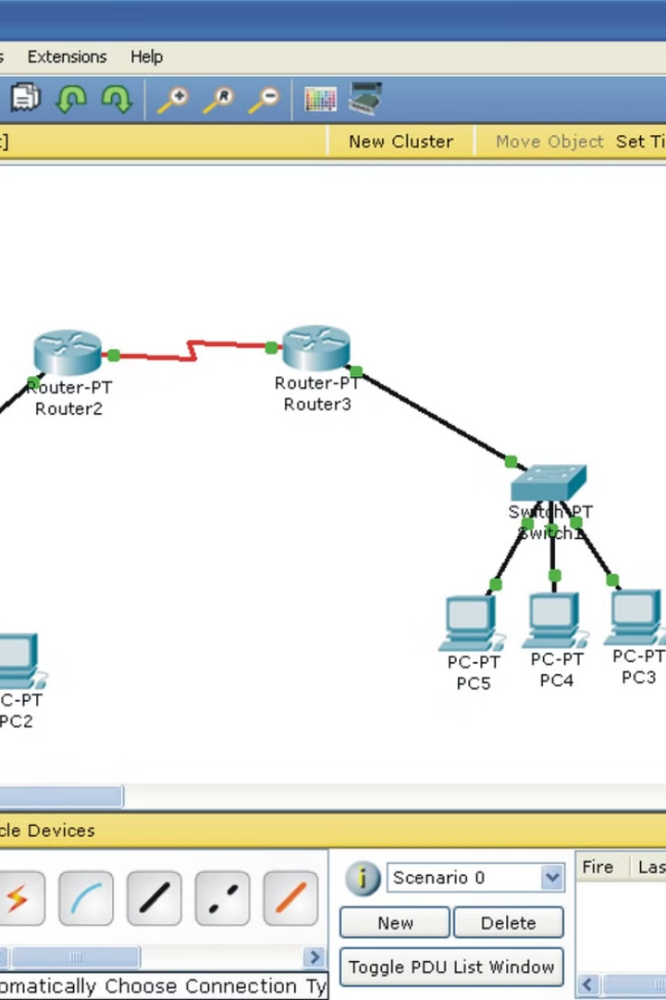 s Extensions Help
t] New Cluster Move Object Set Ti
Router-PT
Router2
Router-PT
Router3
Switch-PT
Switch1
PC-PT
PC5
PC-PT
PC4
PC-PT
PC3
C-PT
PC2
cle Devices
i
Scenario 0
New Delete
Toggle PDU List Window
Fire Las
omatically Choose Connection Ty